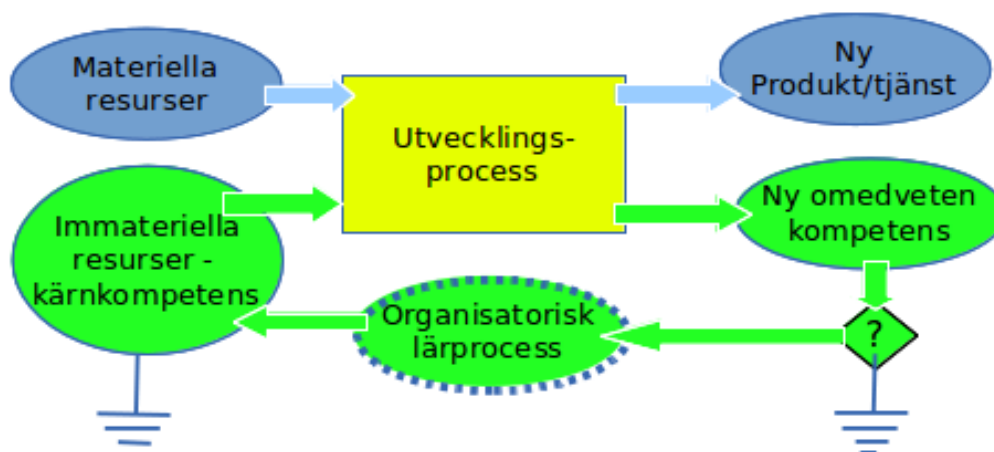 Materiella
resurser
Ny
Produkt/tjänst
Utvecklings-
process
Immateriella
resurser -
kärnkompetens
Ny omedveten
kompetens
Organisatorisk
lärprocess
?